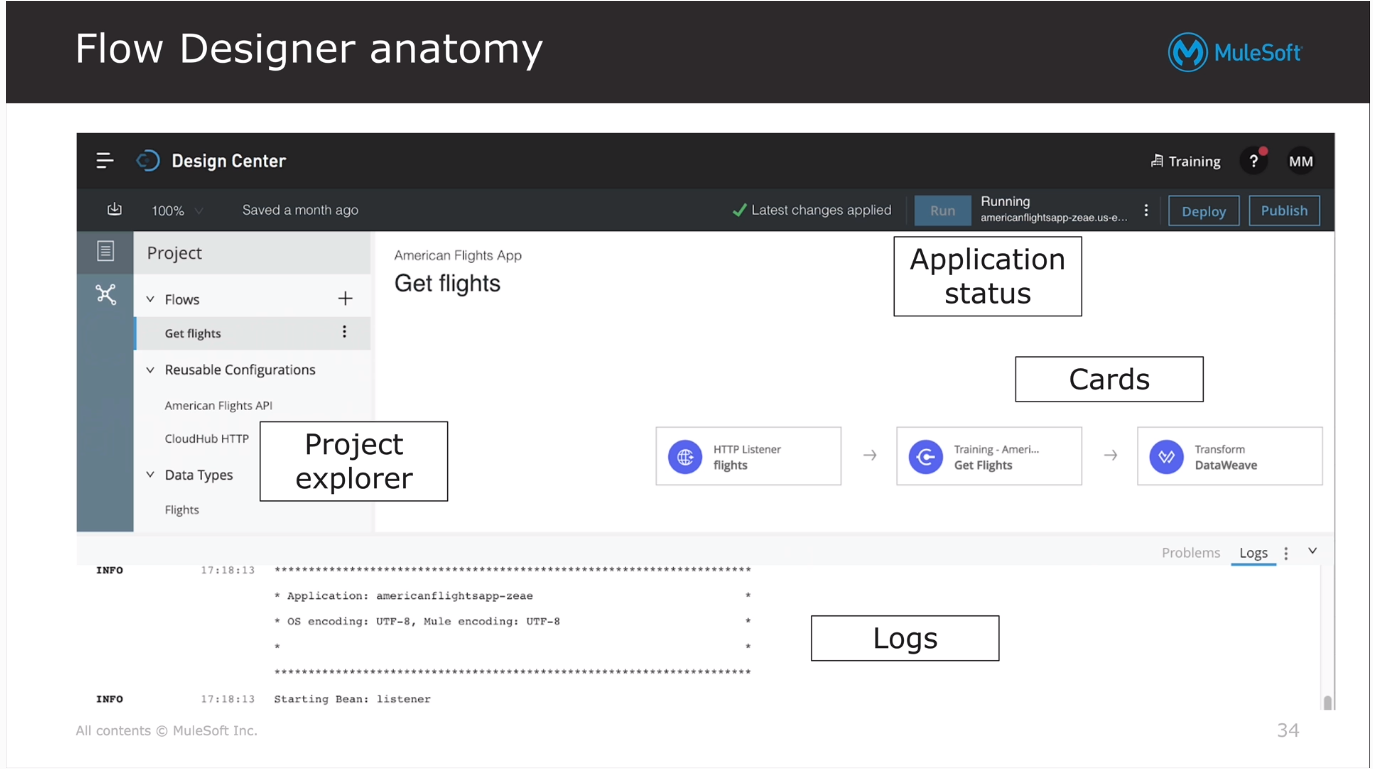 Flow Designer anatomy
MuleSoft
Design Center
Training
?
MM
100%
Saved a month ago
Latest changes applied
Run
Running
americanflightsapp-zeae.us-e...
Deploy
Publish
Project
American Flights App
Get flights
Application
status
Flows
Get flights
Reusable Configurations
American Flights API
CloudHub HTTP
Data Types
Flights
Project
explorer
Cards
HTTP Listener
flights
Training - Ameri...
Get Flights
Transform
DataWeave
Problems
Logs
INFO 17:18:13 **********************************************************************
* Application: americanflightsapp-zeae *
* OS encoding: UTF-8, Mule encoding: UTF-8 *
* *
**********************************************************************
INFO 17:18:13 Starting Bean: listener
Logs
All contents © MuleSoft Inc.
34